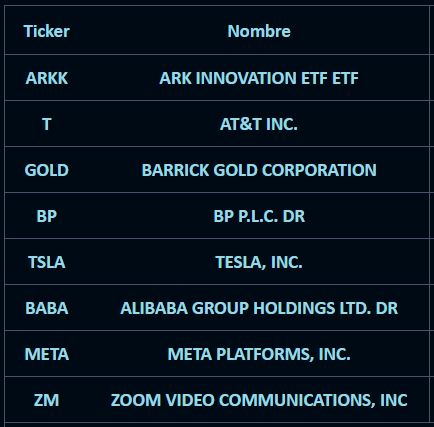 Ticker Nombre
ARKK ARK INNOVATION ETF ETF
T AT&T INC.
GOLD BARRICK GOLD CORPORATION
BP BP P.L.C. DR
TSLA TESLA, INC.
BABA ALIBABA GROUP HOLDINGS LTD. DR
META META PLATFORMS, INC.
ZM ZOOM VIDEO COMMUNICATIONS, INC